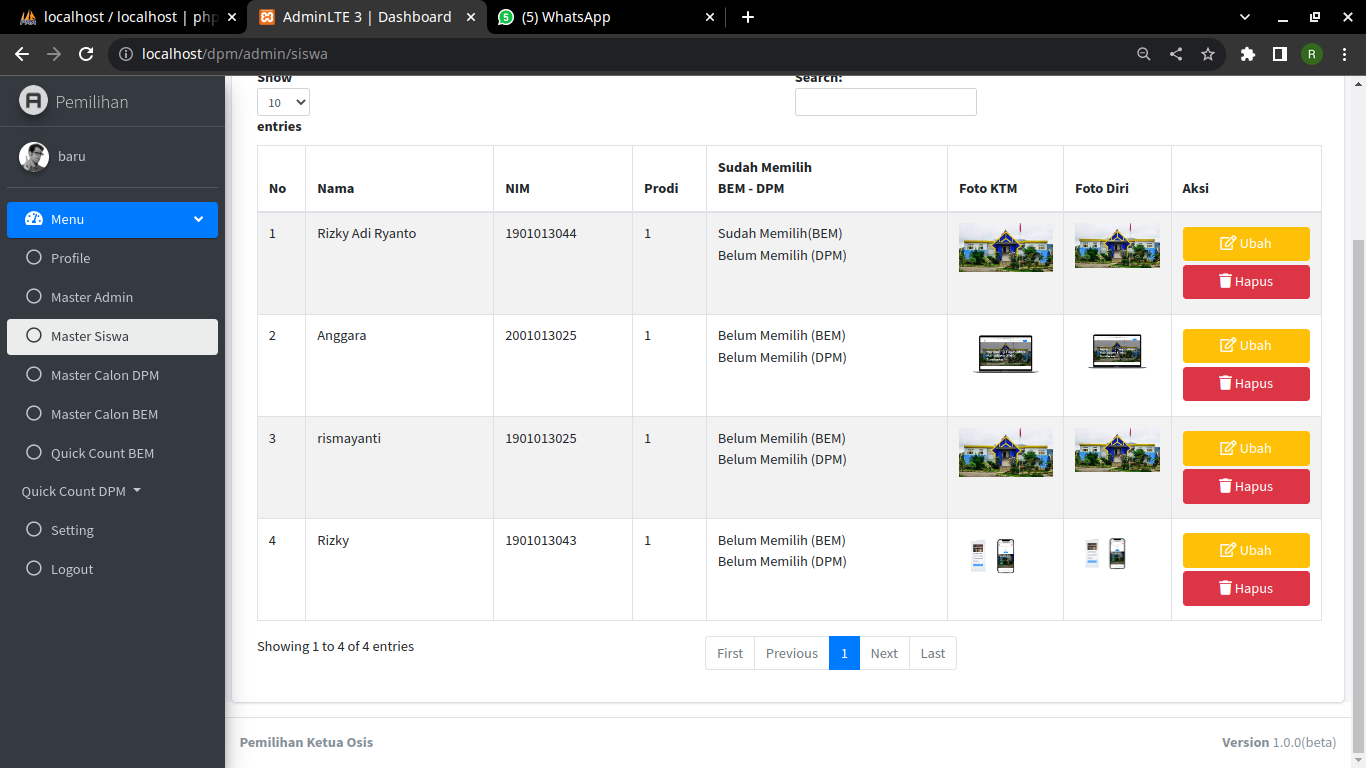 localhost / localhost | php
AdminLTE 3 | Dashboard
(5) WhatsApp
localhost/dpm/admin/siswa
R
Pemilihan
baru
Menu
Profile
Master Admin
Master Siswa
Master Calon DPM
Master Calon BEM
Quick Count BEM
Quick Count DPM
Setting
Logout
Show
10
entries
Search:
No Nama NIM Prodi Sudah Memilih BEM - DPM Foto KTM Foto Diri Aksi
1 Rizky Adi Ryanto 1901013044 1 Sudah Memilih(BEM) Ubah
Belum Memilih (DPM) Hapus
2 Anggara 2001013025 1 Belum Memilih (BEM) Ubah
Belum Memilih (DPM) Hapus
3 rismayanti 1901013025 1 Belum Memilih (BEM) Ubah
Belum Memilih (DPM) Hapus
4 Rizky 1901013043 1 Belum Memilih (BEM) Ubah
Belum Memilih (DPM) Hapus
Showing 1 to 4 of 4 entries
First Previous 1 Next Last
Pemilihan Ketua Osis
Version 1.0.0(beta)